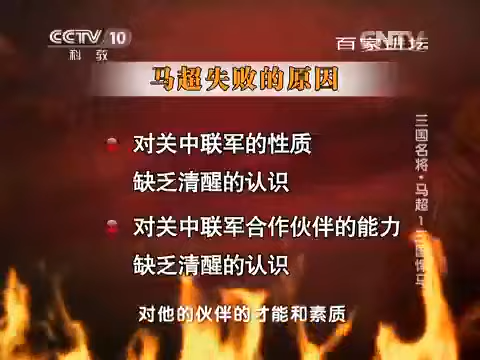 CCTV 10
科教
百家讲坛
CNTV
马超失败的原因
对关中联军的性质
缺乏清醒的认识
对关中联军合作伙伴的能力
缺乏清醒的认识
三国名将·马超
对他的伙伴的才能和素质